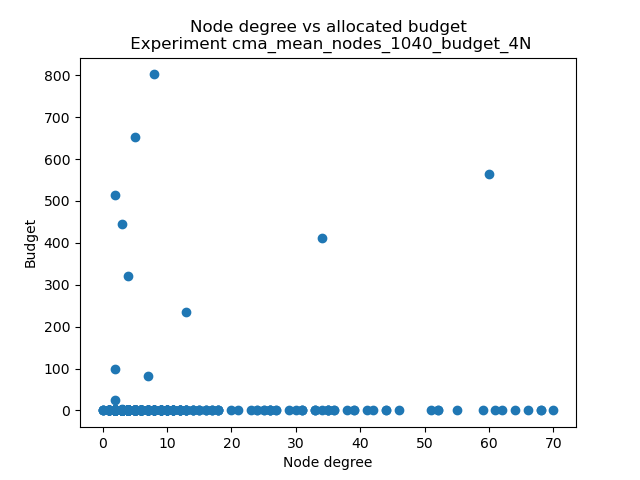 Node degree vs allocated budget
Experiment cma_mean_nodes_1040_budget_4N
800
700
600
500
400
300
200
100
0
Budget
0 10 20 30 40 50 60 70
Node degree